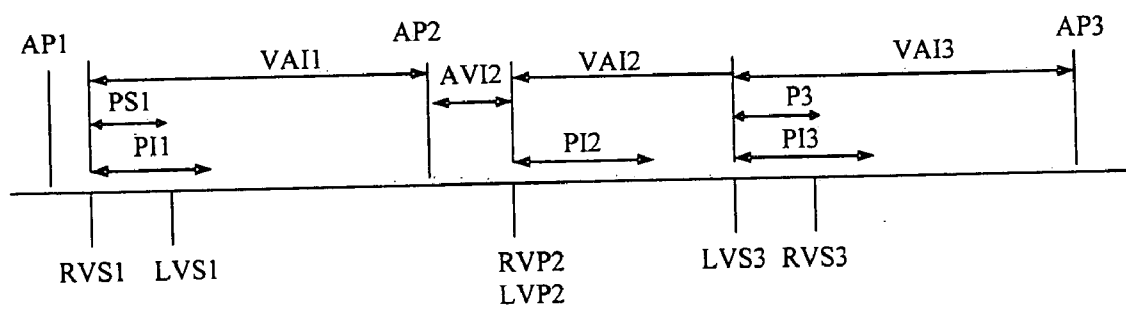 AP1 AP2 AP3
VAI1 AVI2 VAI2 VAI3
PS1 P3
PI1 PI2 PI3
RVS1 LVS1 RVP2 LVS3 RVS3
LVP2